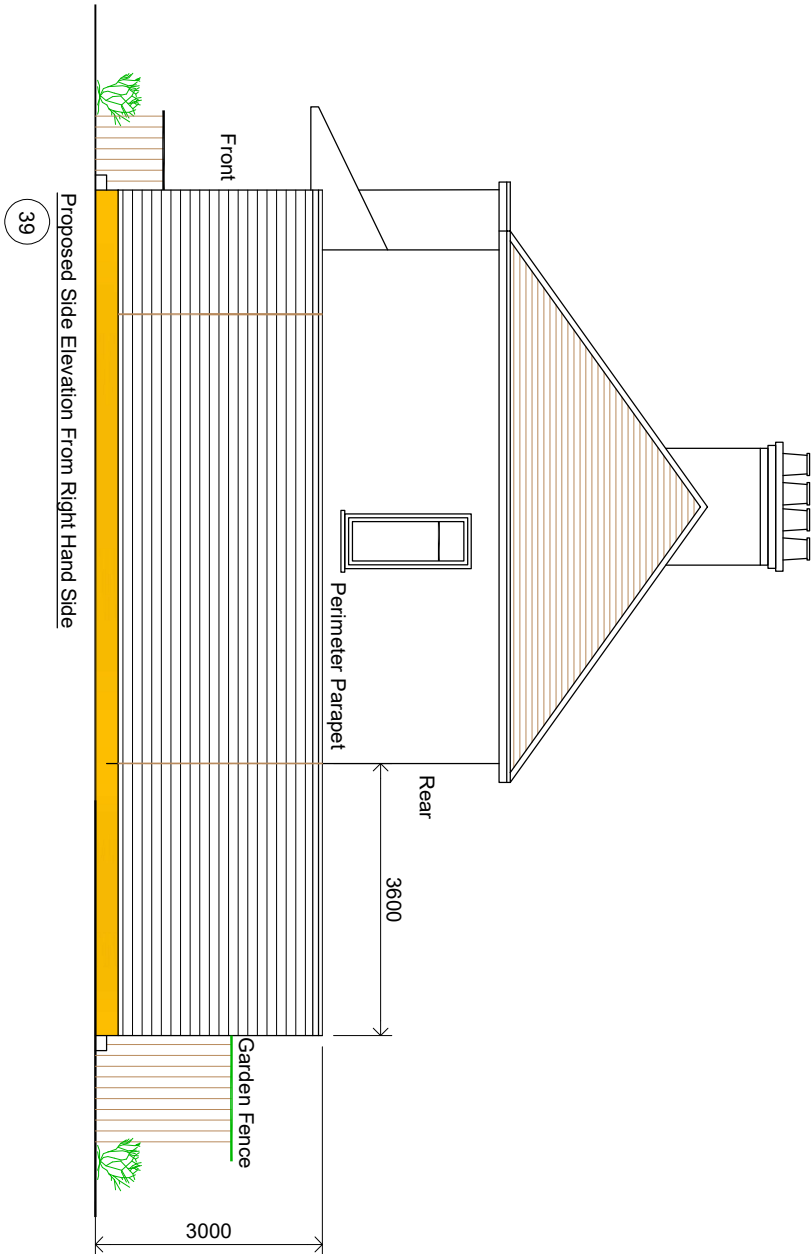 Front
Perimeter Parapet
Rear
3600
Garden Fence
3000
Proposed Side Elevation From Right Hand Side
39